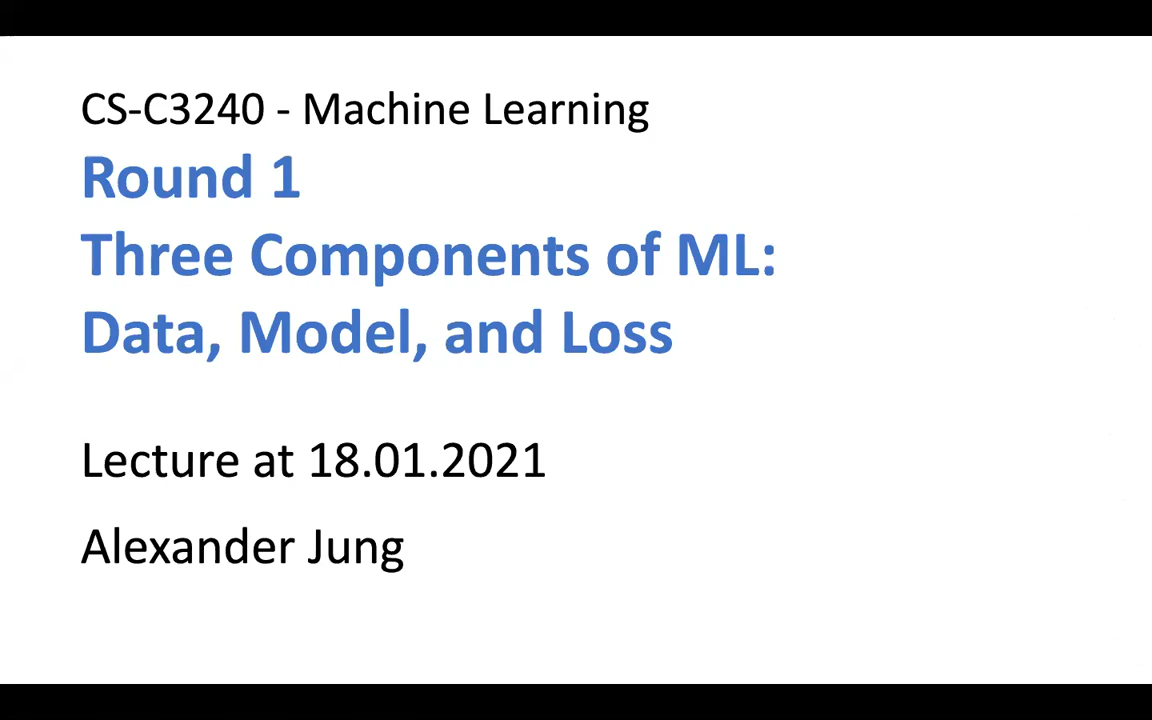 CS-C3240 - Machine Learning
Round 1
Three Components of ML:
Data, Model, and Loss
Lecture at 18.01.2021
Alexander Jung